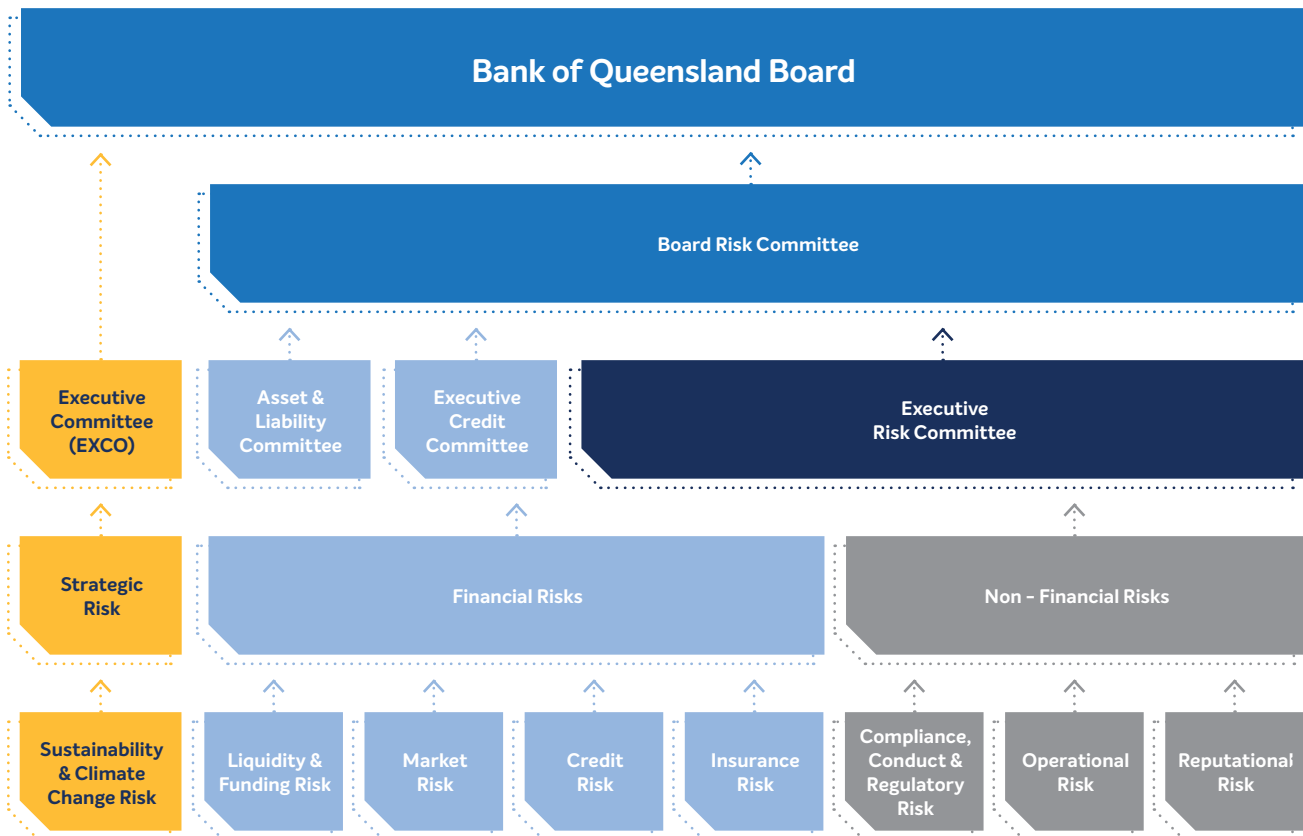 Bank of Queensland Board
Board Risk Committee
Executive
Committee
(EXCO)
Asset &
Liability
Committee
Executive
Credit
Committee
Executive
Risk Committee
Strategic
Risk
Financial Risks
Non - Financial Risks
Sustainability
& Climate
Change Risk
Liquidity &
Funding Risk
Market
Risk
Credit
Risk
Insurance
Risk
Compliance,
Conduct &
Regulatory
Risk
Operational
Risk
Reputational
Risk